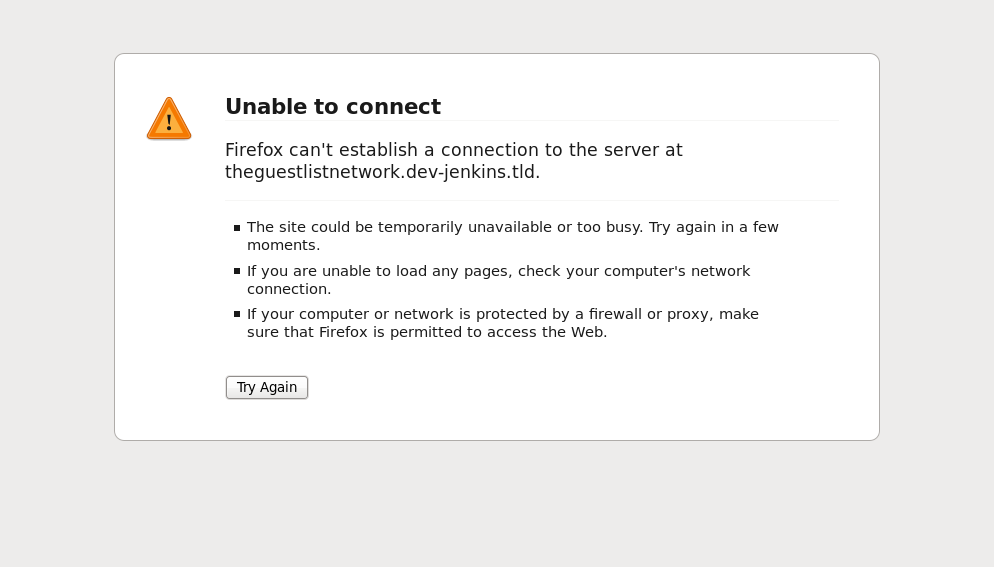 Unable to connect
Firefox can't establish a connection to the server at
theguestlistnetwork.dev-jenkins.tld.
The site could be temporarily unavailable or too busy. Try again in a few
moments.
If you are unable to load any pages, check your computer's network
connection.
If your computer or network is protected by a firewall or proxy, make
sure that Firefox is permitted to access the Web.
Try Again